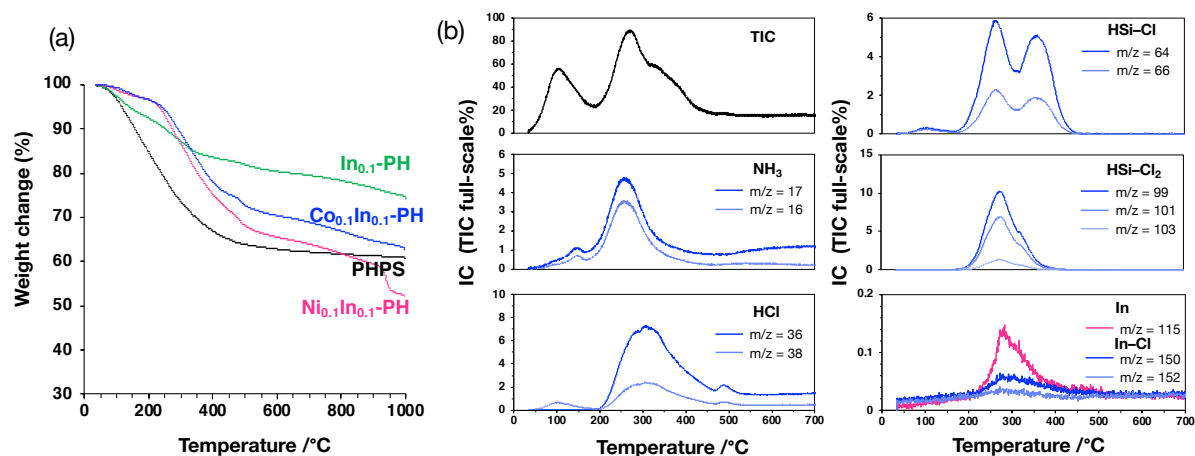 (a)
Weight change (%)
100
90
80
70
60
50
40
30
In0.1-PH
Co0.1In0.1-PH
PHPS
Ni0.1In0.1-PH
0 200 400 600 800 1000
Temperature /°C
(b)
IC (TIC full-scale%)
100
80
60
40
20
0
TIC
6
5
4
3
2
1
0
NH3
m/z = 17
m/z = 16
10
8
6
4
2
0
HCl
m/z = 36
m/z = 38
0 100 200 300 400 500 600 700
Temperature /°C
IC (TIC full-scale%)
6
4
2
0
HSi–Cl
m/z = 64
m/z = 66
15
10
5
0
HSi–Cl2
m/z = 99
m/z = 101
m/z = 103
0.2
0.1
0
In
m/z = 115
In–Cl
m/z = 150
m/z = 152
0 100 200 300 400 500 600 700
Temperature /°C